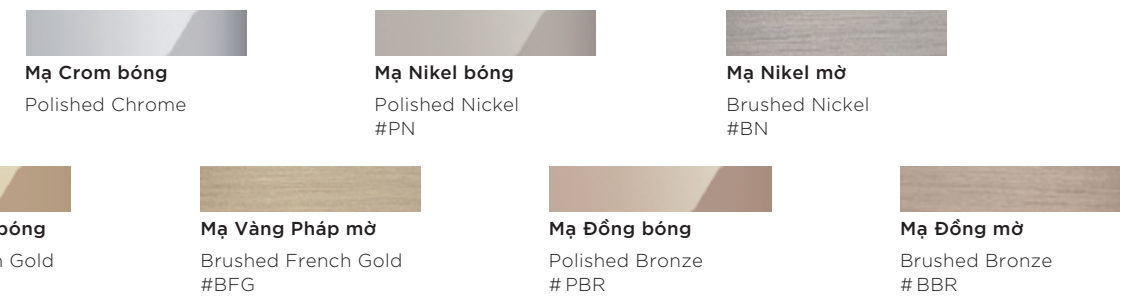 Mạ Crom bóng
Polished Chrome
Mạ Nikel bóng
Polished Nickel
#PN
Mạ Nikel mờ
Brushed Nickel
#BN
bóng
Gold
Mạ Vàng Pháp mờ
Brushed French Gold
#BFG
Mạ Đồng bóng
Polished Bronze
# PBR
Mạ Đồng mờ
Brushed Bronze
# BBR